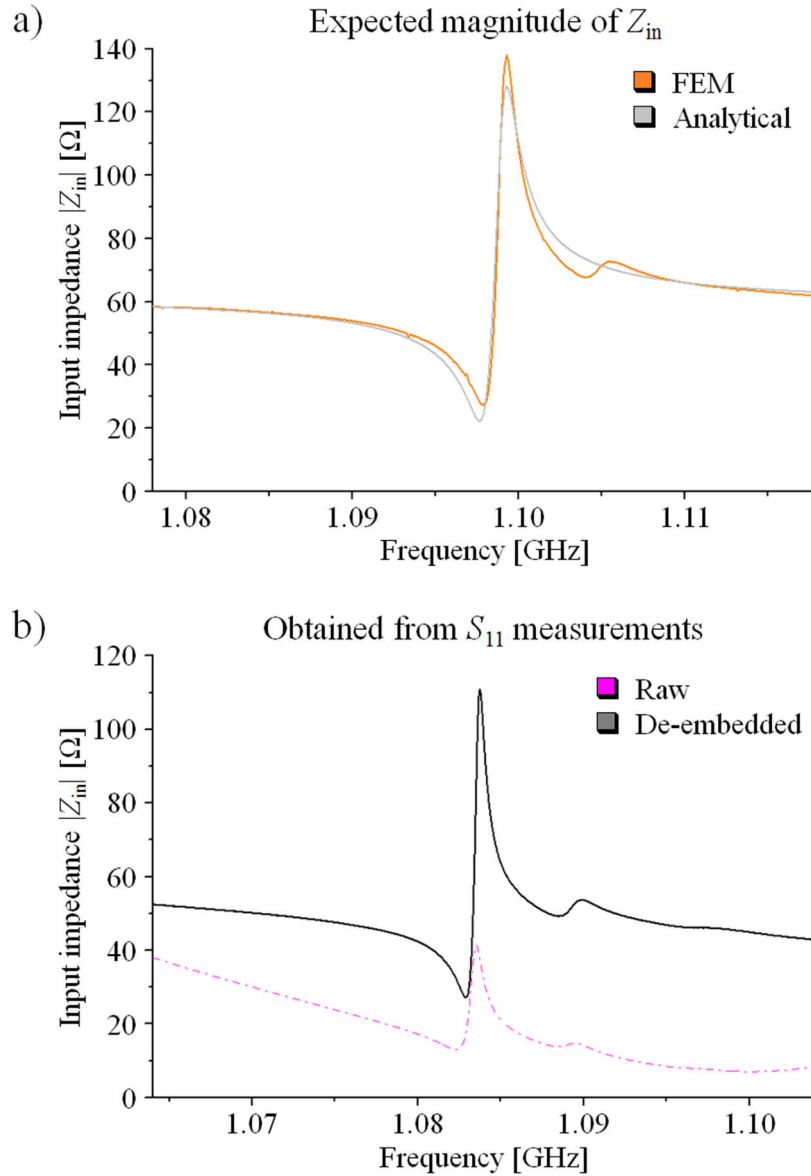 a)
Expected magnitude of Zin
140
120
100
80
60
40
20
0
Input impedance |Zin| [Ω]
FEM
Analytical
1.08
1.09
1.10
1.11
Frequency [GHz]
b)
Obtained from S11 measurements
120
100
80
60
40
20
0
Input impedance |Zin| [Ω]
Raw
De-embedded
1.07
1.08
1.09
1.10
Frequency [GHz]